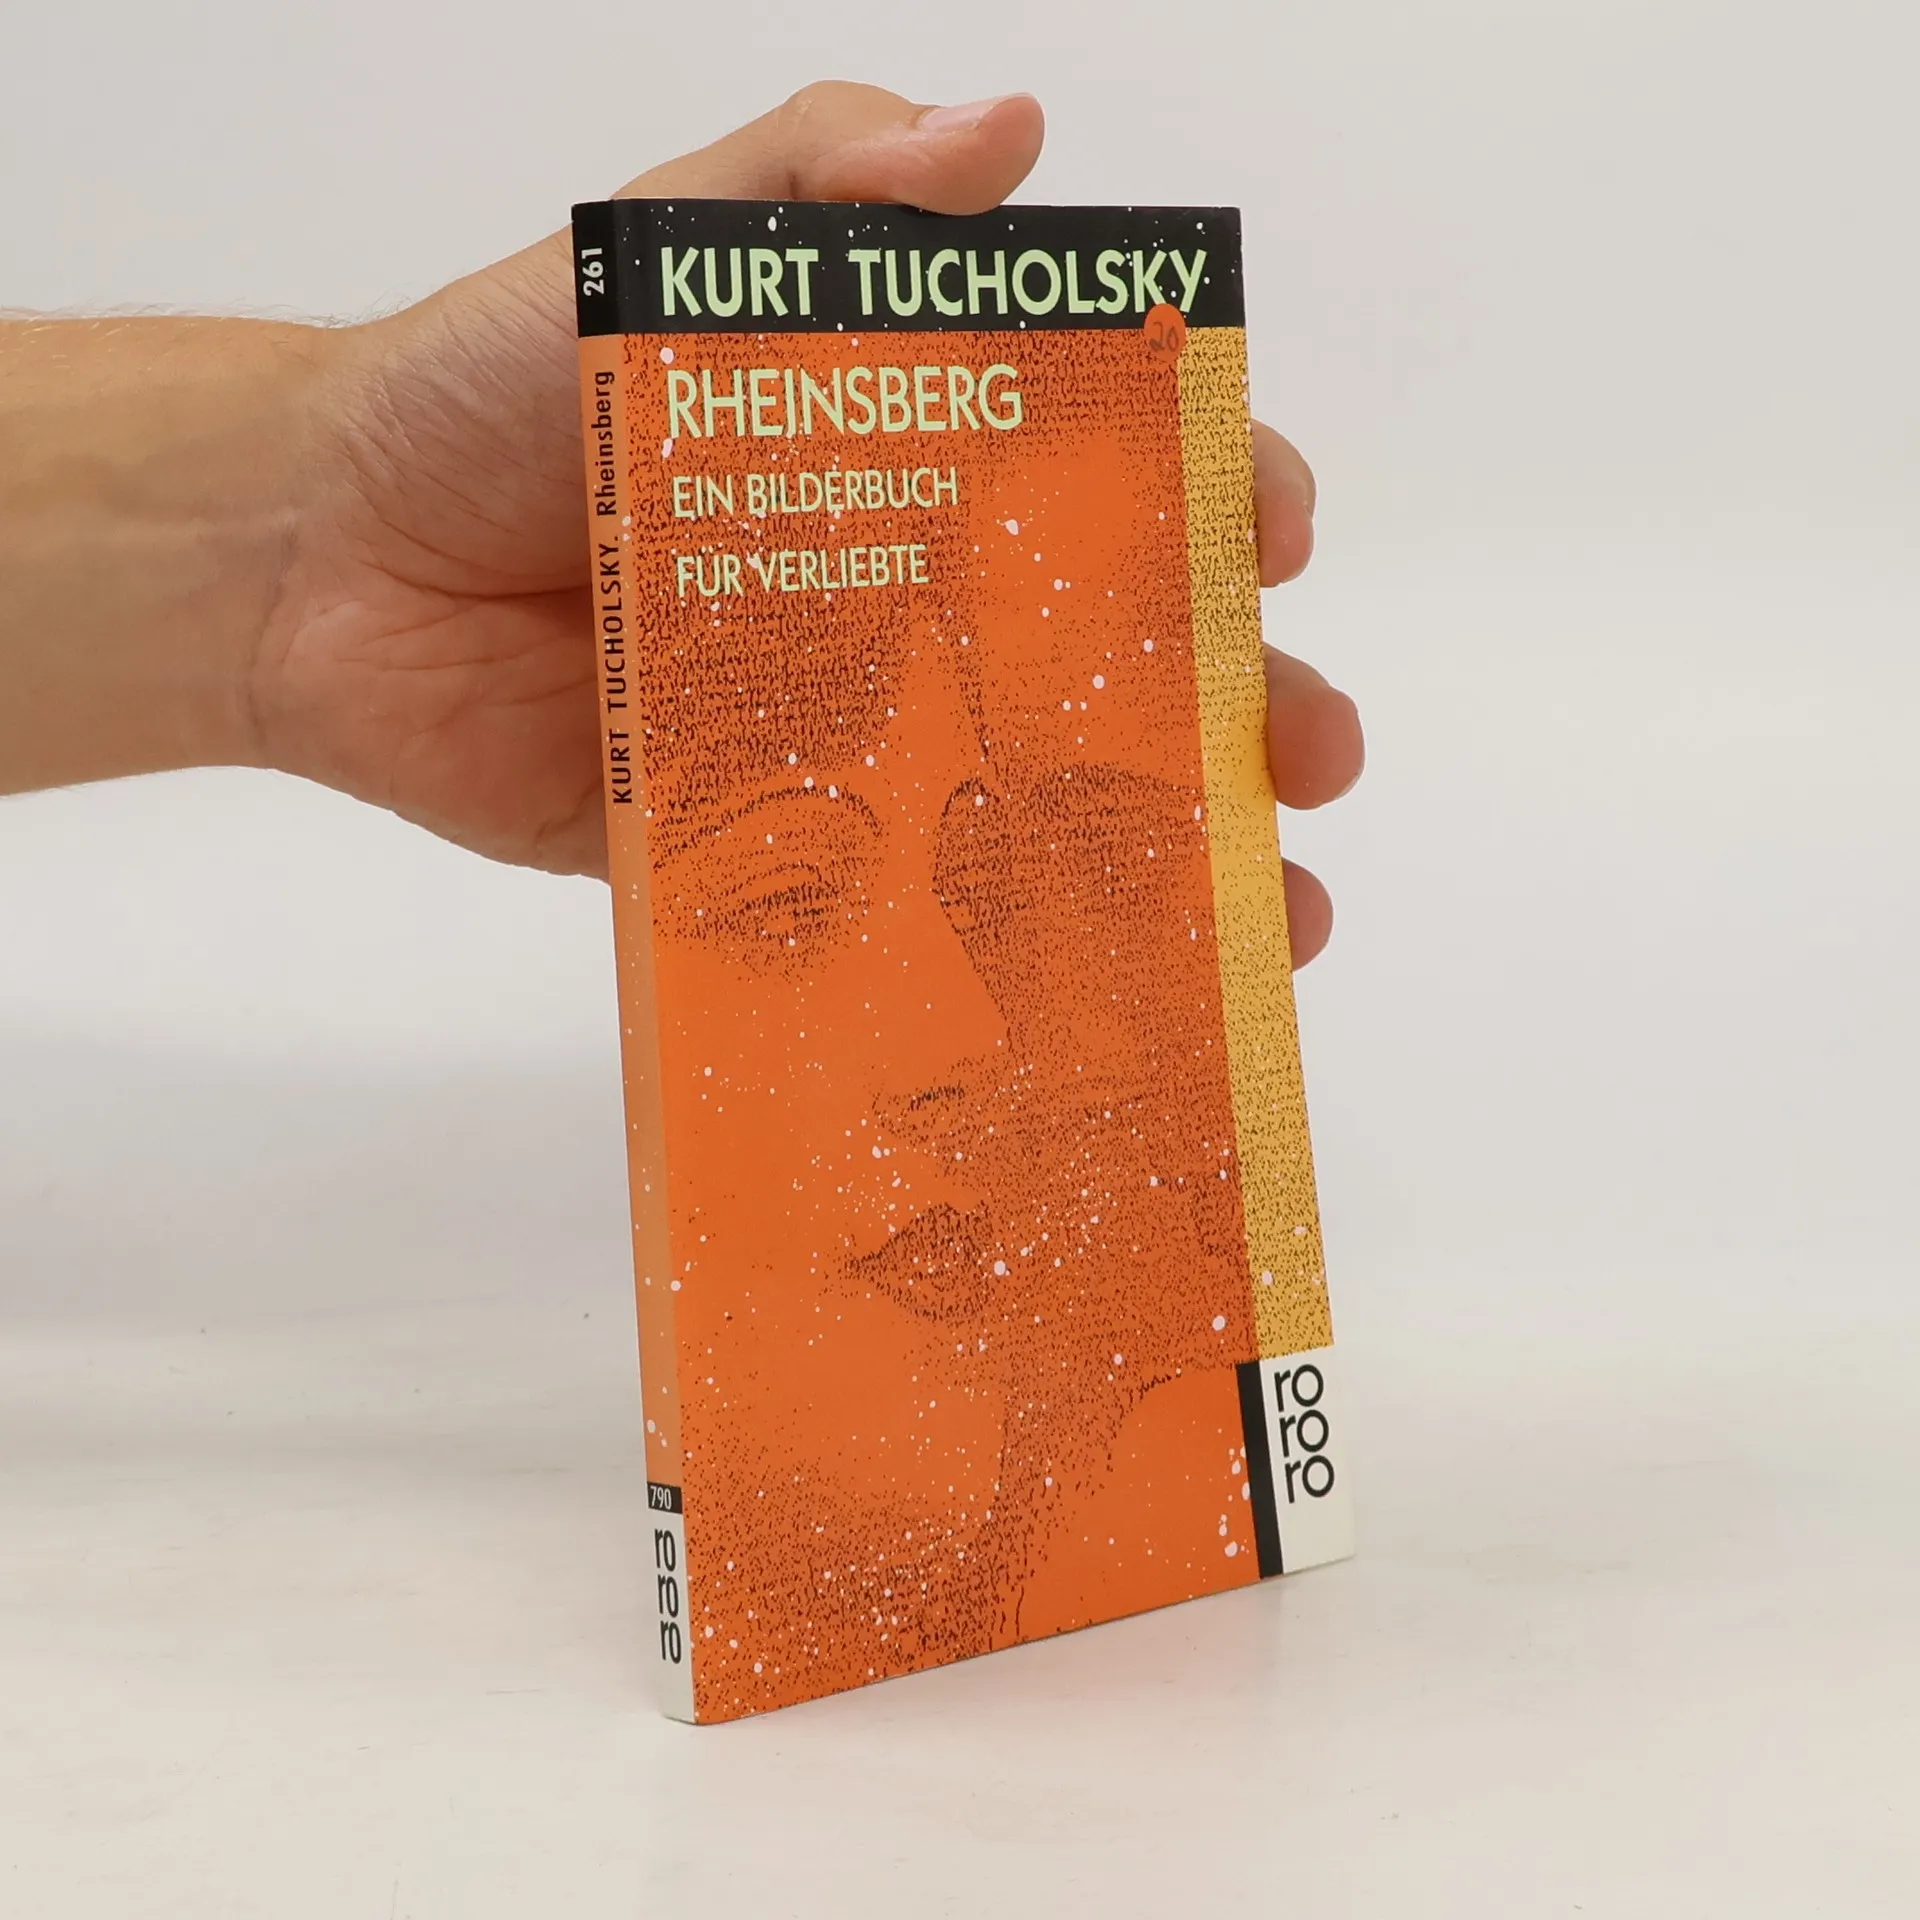 KURT TUCHOLSKY
20
RHEINSBERG
EIN BILDERBUCH
FÜR VERLIEBTE
ro
ro
ro
261
KURT TUCHOLSKY. Rheinsberg
790
ro
ro
ro